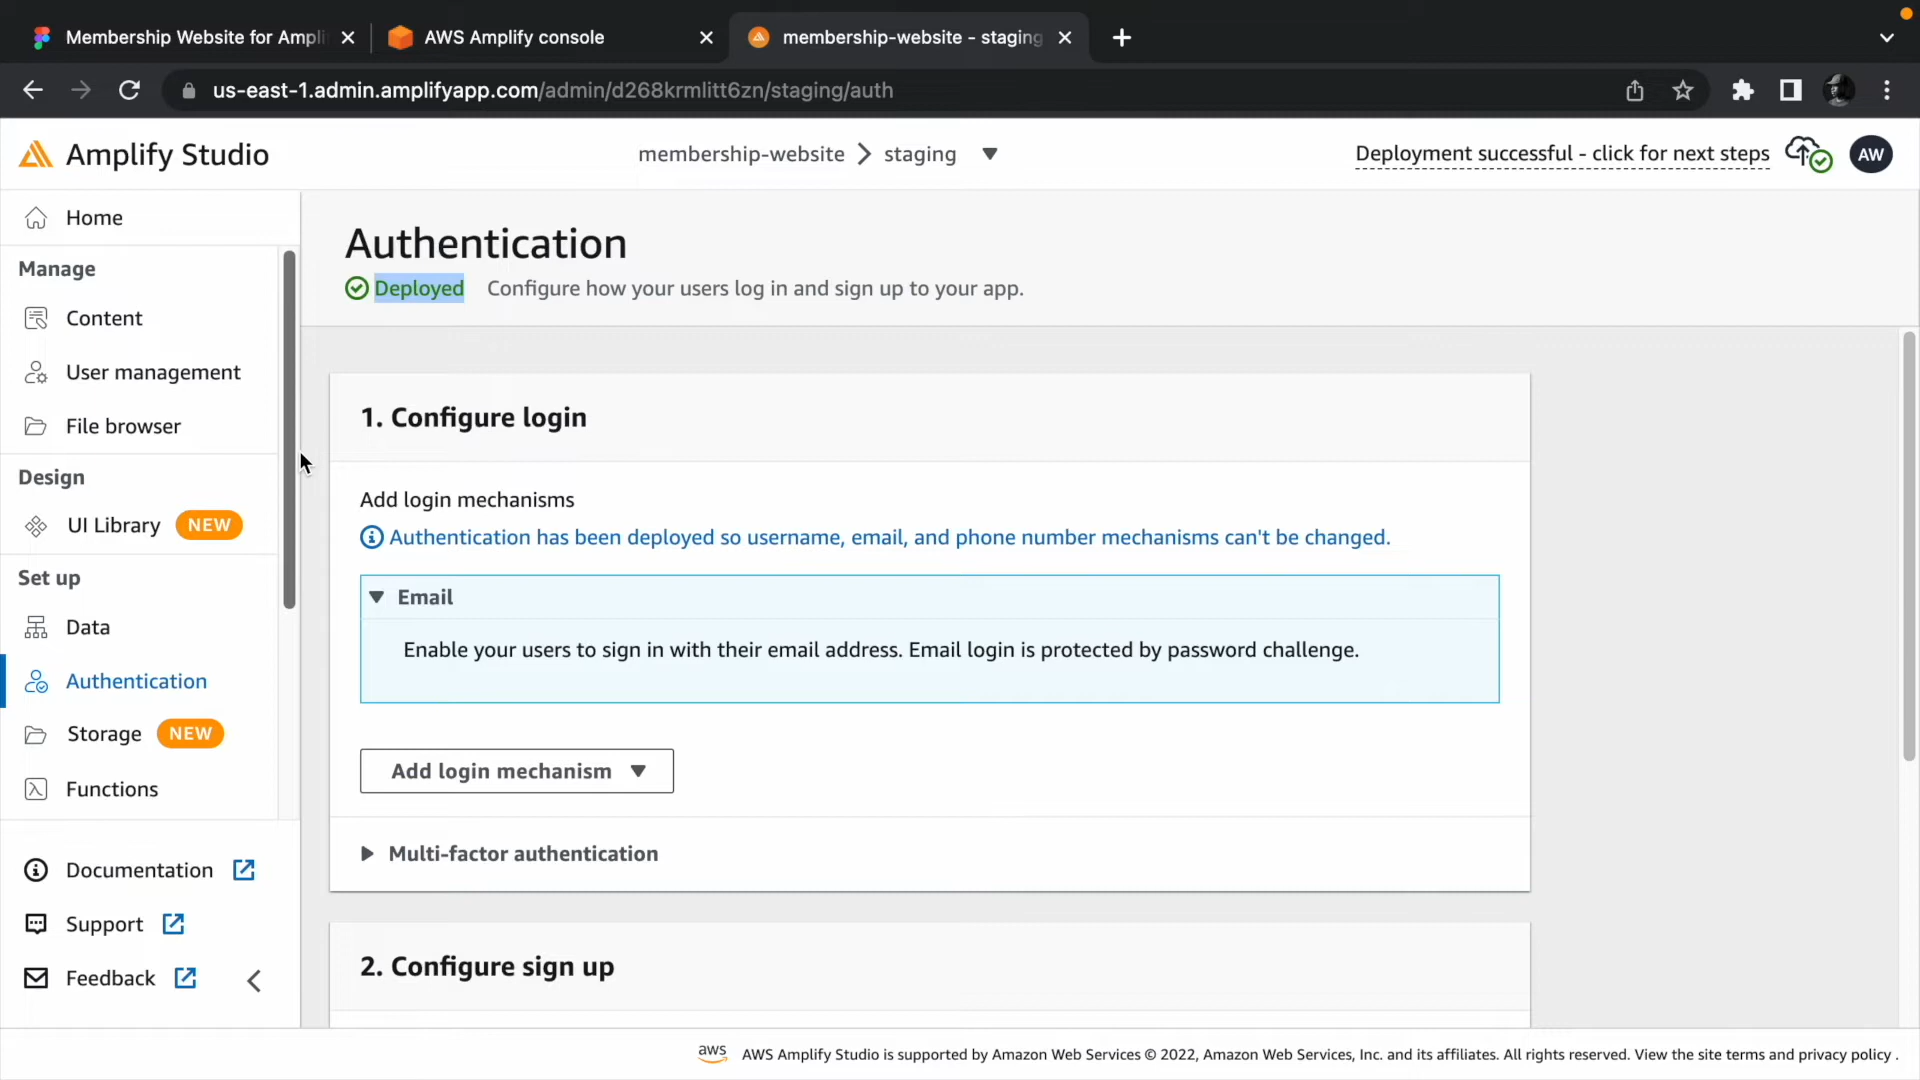 Membership Website for Ampli
AWS Amplify console
membership-website - staging
us-east-1.admin.amplifyapp.com/admin/d268krmlitt6zn/staging/auth
Amplify Studio
membership-website
staging
Deployment successful - click for next steps
AW
Home
Manage
Content
User management
File browser
Design
UI Library
NEW
Set up
Data
Authentication
Storage
NEW
Functions
Documentation
Support
Feedback
Authentication
Deployed
Configure how your users log in and sign up to your app.
1. Configure login
Add login mechanisms
Authentication has been deployed so username, email, and phone number mechanisms can't be changed.
Email
Enable your users to sign in with their email address. Email login is protected by password challenge.
Add login mechanism
Multi-factor authentication
2. Configure sign up
aws
AWS Amplify Studio is supported by Amazon Web Services © 2022, Amazon Web Services, Inc. and its affiliates. All rights reserved. View the site terms and privacy policy .